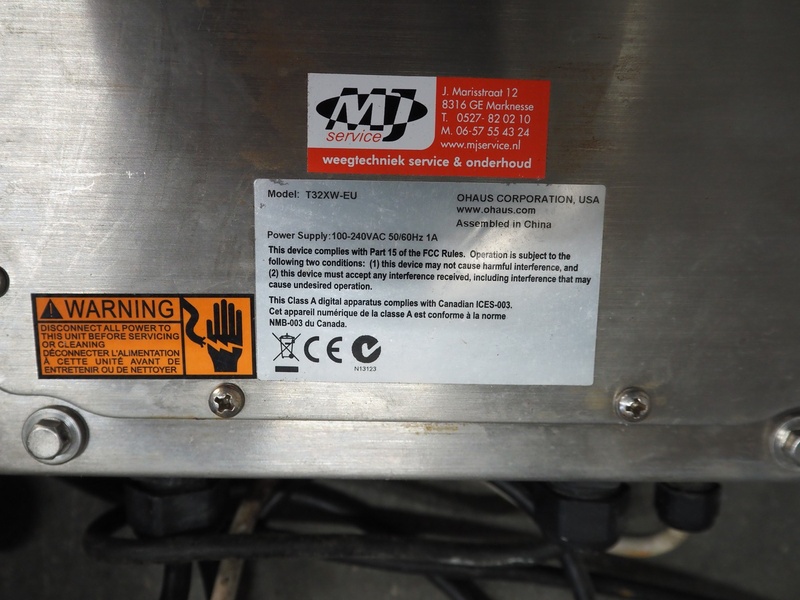 MJ
service
J. Marisstraat 12
8316 GE Marknesse
T. 0527- 82 02 10
M. 06-57 55 43 24
www.mjservice.nl
weegtechniek service & onderhoud
Model: T32XW-EU
OHAUS CORPORATION, USA
www.ohaus.com
Assembled in China
Power Supply:100-240VAC 50/60Hz 1A
This device complies with Part 15 of the FCC Rules. Operation is subject to the
following two conditions: (1) this device may not cause harmful interference, and
(2) this device must accept any interference received, including interference that may
cause undesired operation.
This Class A digital apparatus complies with Canadian ICES-003.
Cet appareil numérique de la classe A est conforme à la norme
NMB-003 du Canada.
CE
N13123
WARNING
DISCONNECT ALL POWER TO
THIS UNIT BEFORE SERVICING
OR CLEANING
DÉCONNECTER L'ALIMENTATION
À CETTE UNITÉ AVANT DE
ENTRETENIR OU DE NETTOYER